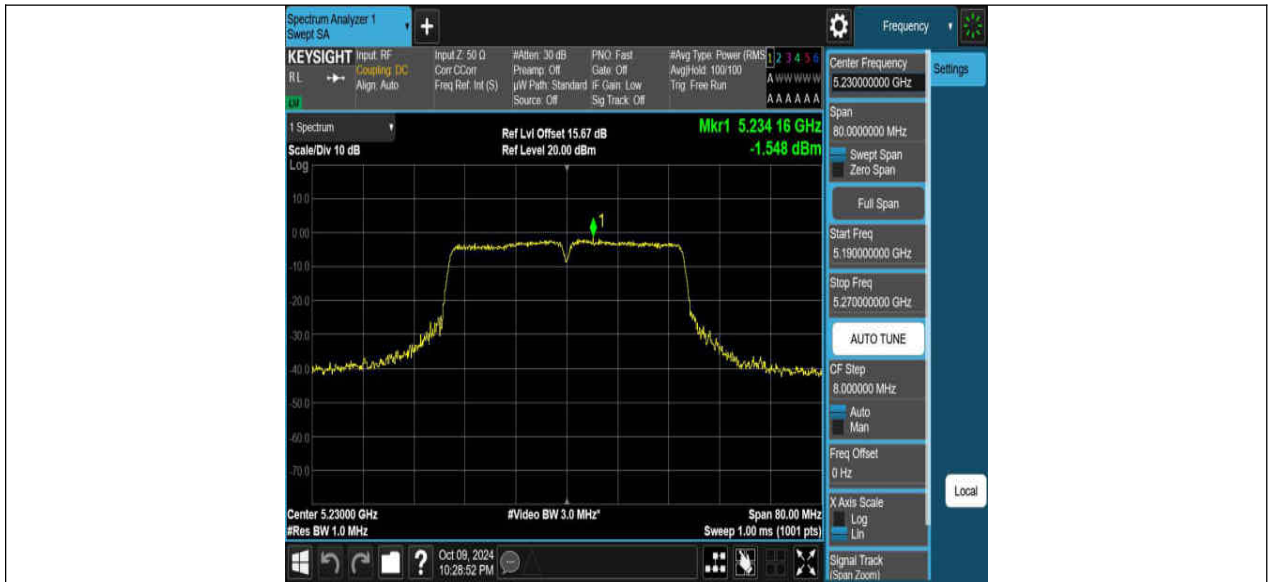 Spectrum Analyzer 1
Swept SA
+
Frequency
KEYSIGHT
RL
Input: RF
Coupling: DC
Align: Auto
Input Z: 50 Ω
Corr CCorr
Freq Ref: Int (S)
#Atten: 30 dB
Preamp: Off
µW Path: Standard
Source: Off
PNO: Fast
Gate: Off
IF Gain: Low
Sig Track: Off
#Avg Type: Power (RMS
Avg|Hold: 100/100
Trig: Free Run
1 2 3 4 5 6
A W W W W W
A A A A A A
1 Spectrum
Scale/Div 10 dB
Log
Ref Lvl Offset 15.67 dB
Ref Level 20.00 dBm
Mkr1 5.234 16 GHz
-1.548 dBm
10.0
0.00
-10.0
-20.0
-30.0
-40.0
-50.0
-60.0
-70.0
1
Center 5.23000 GHz
#Res BW 1.0 MHz
#Video BW 3.0 MHz*
Span 80.00 MHz
Sweep 1.00 ms (1001 pts)
Oct 09, 2024
10:28:52 PM
?
Center Frequency
5.230000000 GHz
Settings
Span
80.0000000 MHz
Swept Span
Zero Span
Full Span
Start Freq
5.190000000 GHz
Stop Freq
5.270000000 GHz
AUTO TUNE
CF Step
8.000000 MHz
Auto
Man
Freq Offset
0 Hz
X Axis Scale
Log
Lin
Local
Signal Track
(Span Zoom)